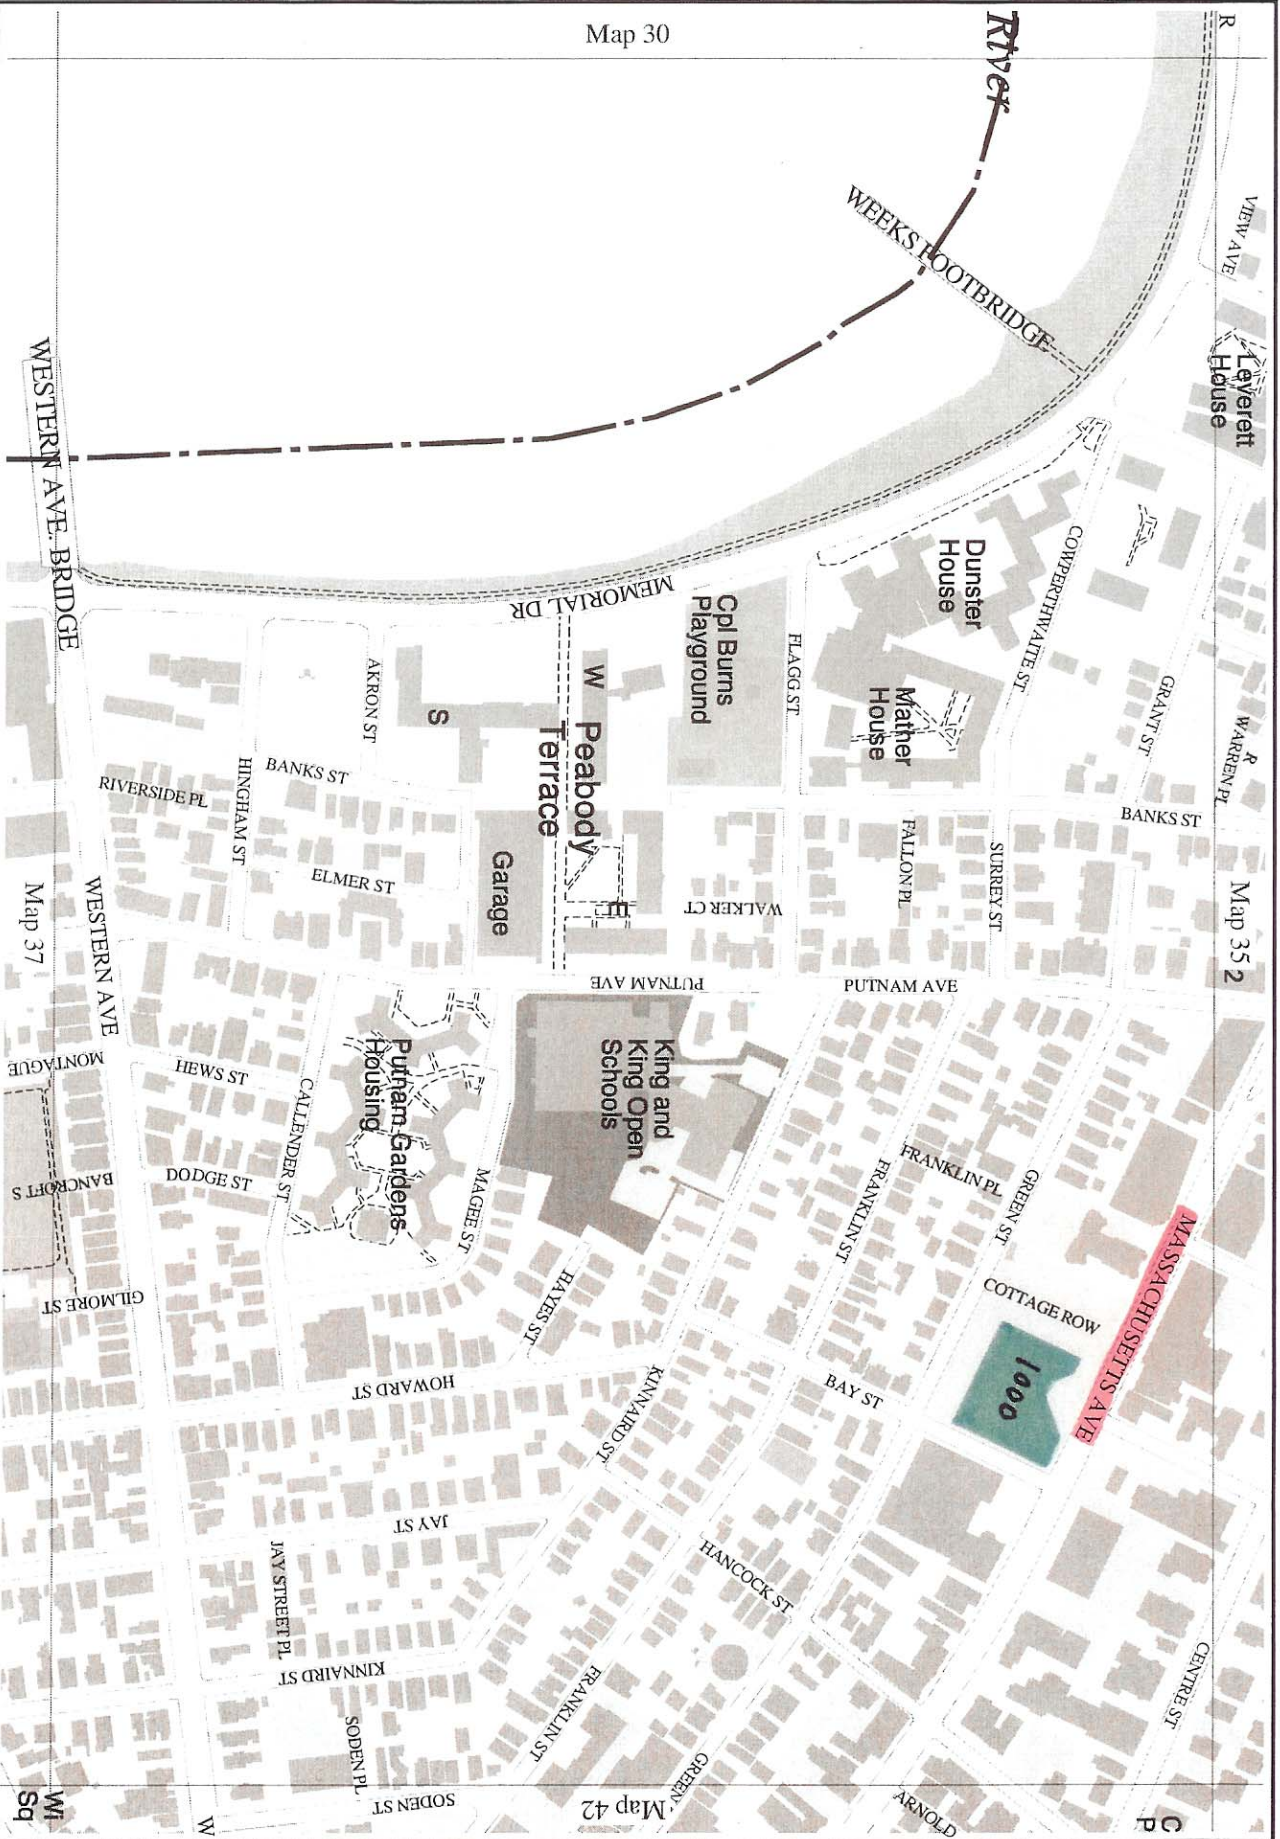 Map 30
River
R
VIEW AVE
WEEKS FOOTBRIDGE
Leverett
House
WESTERN AVE. BRIDGE
MEMORIAL DR
Dunster
House
COWPERTHWAITE ST
Cpl Burns
Playground
FLAGG ST
Mather
House
GRANT ST
R
WARREN PL
AKRON ST
S
W
Peabody
Terrace
E
BANKS ST
RIVERSIDE PL
HINGHAM ST
BANKS ST
ELMER ST
Garage
WALKER CT
FALLON PL
SURREY ST
Map 35
2
Map 37
WESTERN AVE
PUTNAM AVE
PUTNAM AVE
MONTAGUE
HEWS ST
CALLENDER ST
Putnam Gardens
Housing
King and
King Open
Schools
BANCROFT S
DODGE ST
MAGEE ST
FRANKLIN ST
FRANKLIN PL
GREEN ST
MASSACHUSETTS AVE
GILMORE ST
HAYES ST
COTTAGE ROW
1000
HOWARD ST
KINNAIRD ST
BAY ST
JAY ST
JAY STREET PL
HANCOCK ST
KINNAIRD ST
FRANKLIN ST
CENTRE ST
SODEN PL
GREEN
SODEN ST
Map 42
ARNOLD
Wi
Sq
W
C
P